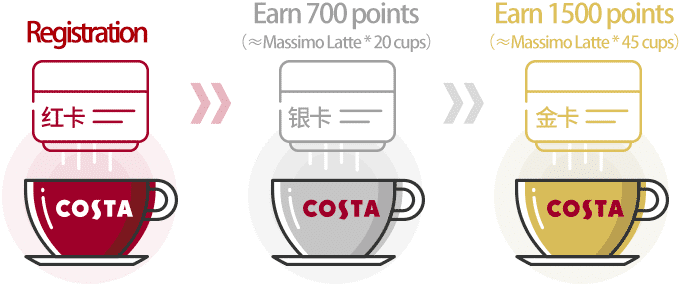 Registration
Earn 700 points
(≈Massimo Latte * 20 cups)
Earn 1500 points
(≈Massimo Latte * 45 cups)
红卡
银卡
金卡
COSTA
COSTA
COSTA